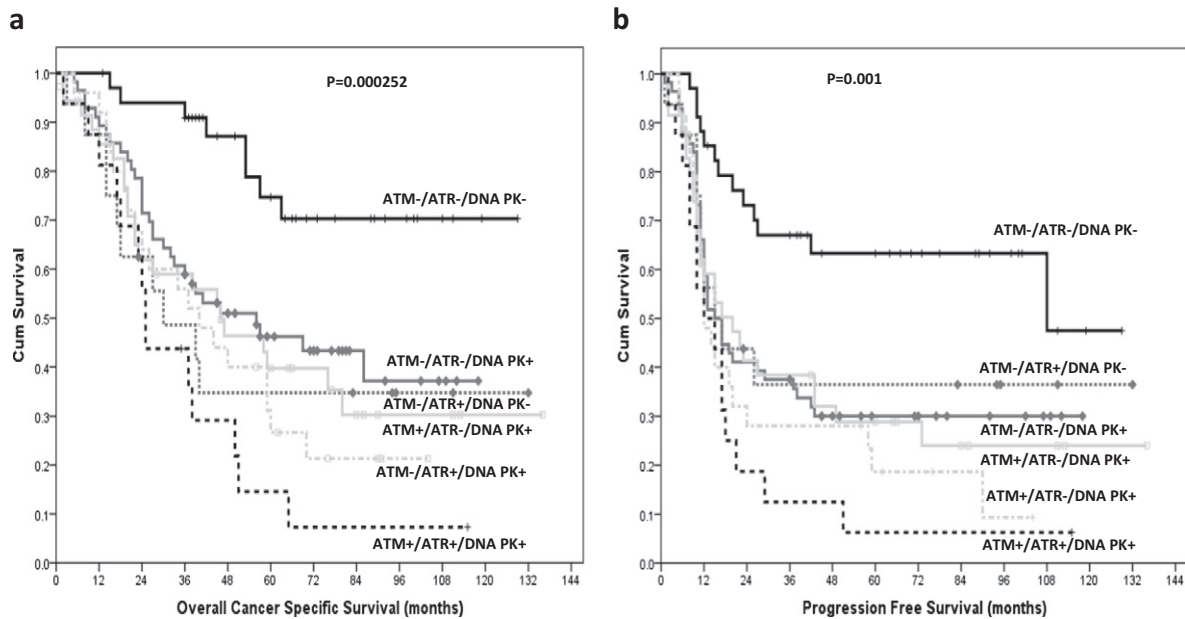 a
P=0.000252
Cum Survival
1.0
0.9
0.8
0.7
0.6
0.5
0.4
0.3
0.2
0.1
0.0
ATM-/ATR-/DNA PK-
ATM-/ATR-/DNA PK+
ATM-/ATR+/DNA PK-
ATM+/ATR-/DNA PK+
ATM-/ATR+/DNA PK+
ATM+/ATR+/DNA PK+
0 12 24 36 48 60 72 84 96 108 120 132 144
Overall Cancer Specific Survival (months)
b
P=0.001
Cum Survival
1.0
0.9
0.8
0.7
0.6
0.5
0.4
0.3
0.2
0.1
0.0
ATM-/ATR-/DNA PK-
ATM-/ATR+/DNA PK-
ATM-/ATR-/DNA PK+
ATM+/ATR-/DNA PK+
ATM+/ATR-/DNA PK+
ATM+/ATR+/DNA PK+
0 12 24 36 48 60 72 84 96 108 120 132 144
Progression Free Survival (months)